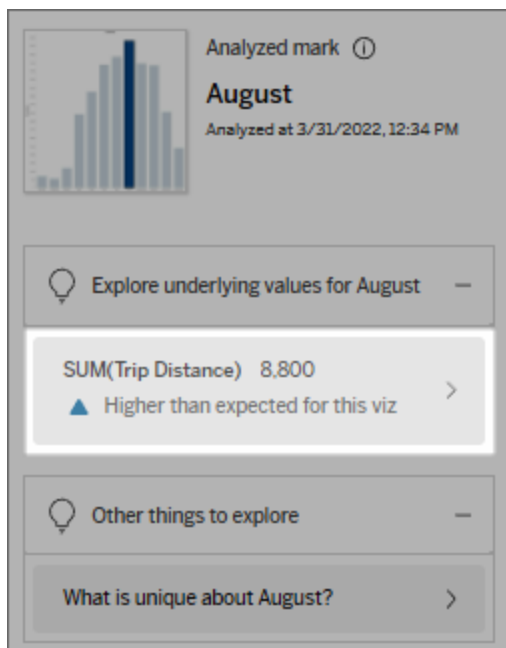 Analyzed mark
August
Analyzed at 3/31/2022, 12:34 PM
Explore underlying values for August
SUM(Trip Distance) 8,800
Higher than expected for this viz
Other things to explore
What is unique about August?